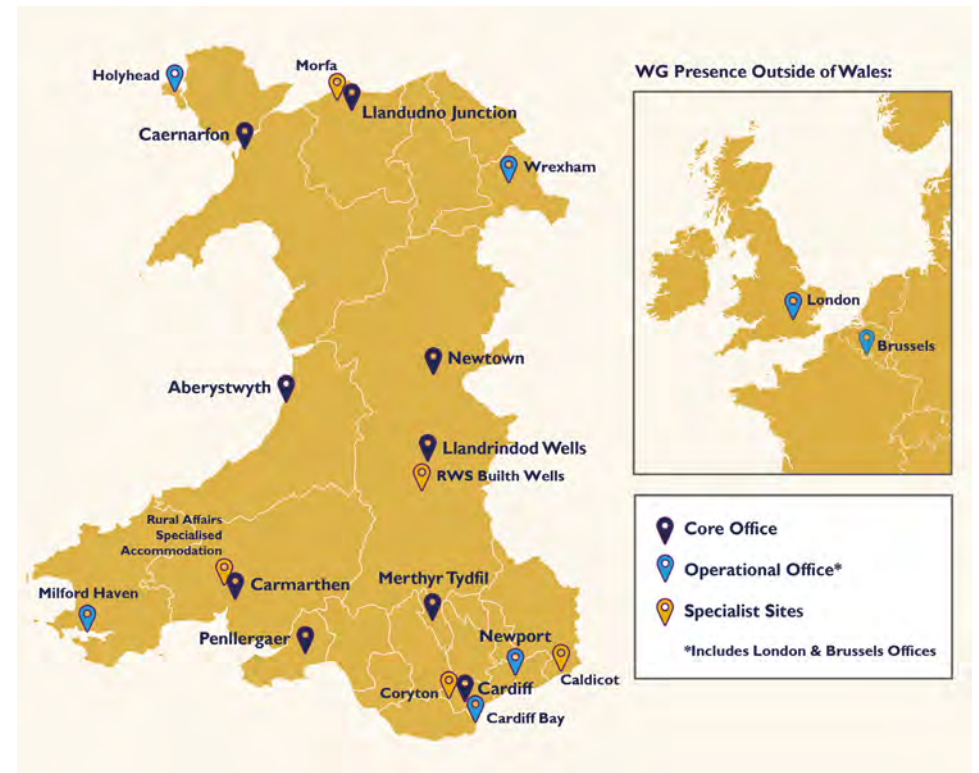 Holyhead
Morfa
Llandudno Junction
Caernarfon
Wrexham
Newtown
Aberystwyth
Llandrindod Wells
RWS Builth Wells
Rural Affairs
Specialised
Accommodation
Carmarthen
Merthyr Tydfil
Milford Haven
Penllergaer
Newport
Caldicot
Coryton
Cardiff
Cardiff Bay
WG Presence Outside of Wales:
London
Brussels
Core Office
Operational Office*
Specialist Sites
*Includes London & Brussels Offices